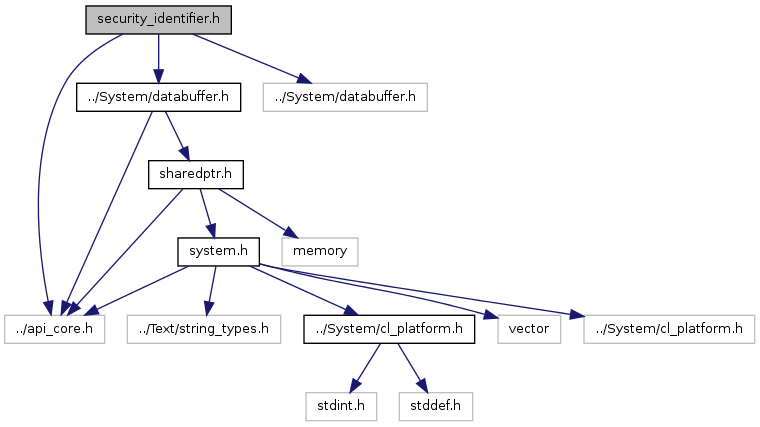 security_identifier.h
../System/databuffer.h
../System/databuffer.h
sharedptr.h
system.h
memory
../api_core.h
../Text/string_types.h
../System/cl_platform.h
vector
../System/cl_platform.h
stdint.h
stddef.h